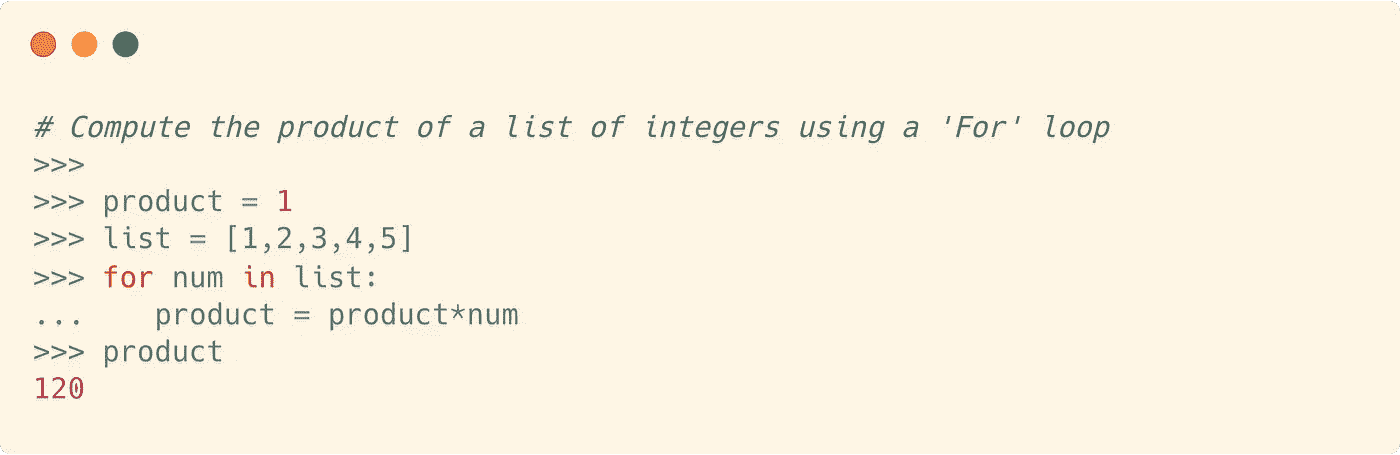 # Compute the product of a list of integers using a 'For' loop
>>>
>>> product = 1
>>> list = [1,2,3,4,5]
>>> for num in list:
...    product = product*num
>>> product
120